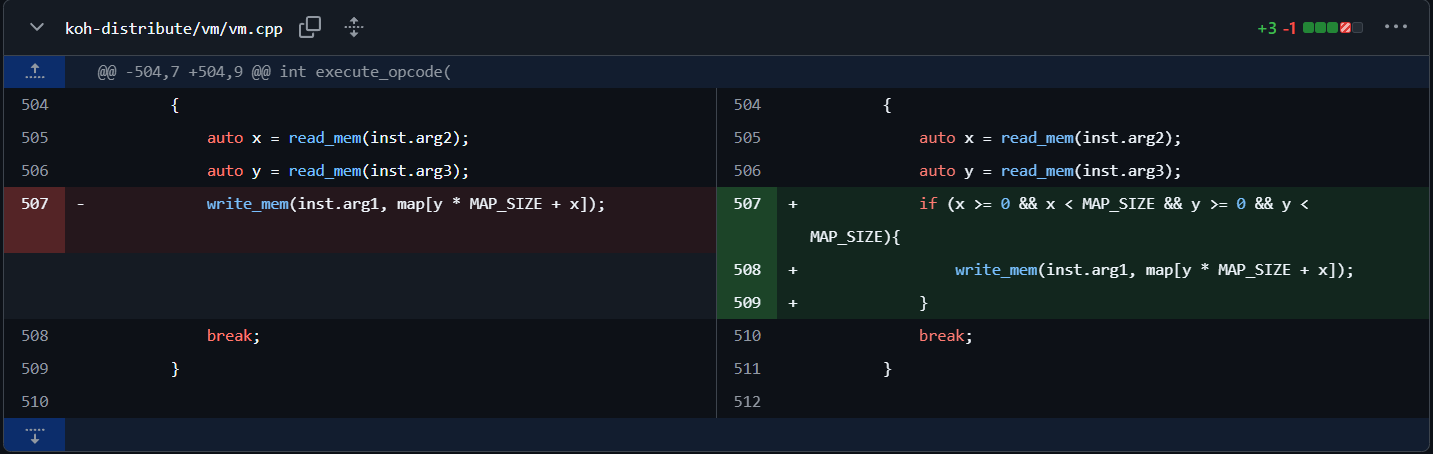 koh-distribute/vm/vm.cpp +3 -1
@@ -504,7 +504,9 @@ int execute_opcode(
504 {
505 auto x = read_mem(inst.arg2);
506 auto y = read_mem(inst.arg3);
507 - write_mem(inst.arg1, map[y * MAP_SIZE + x]);
508 break;
509 }
510
504 {
505 auto x = read_mem(inst.arg2);
506 auto y = read_mem(inst.arg3);
507 + if (x >= 0 && x < MAP_SIZE && y >= 0 && y <
MAP_SIZE){
508 + write_mem(inst.arg1, map[y * MAP_SIZE + x]);
509 + }
510 break;
511 }
512